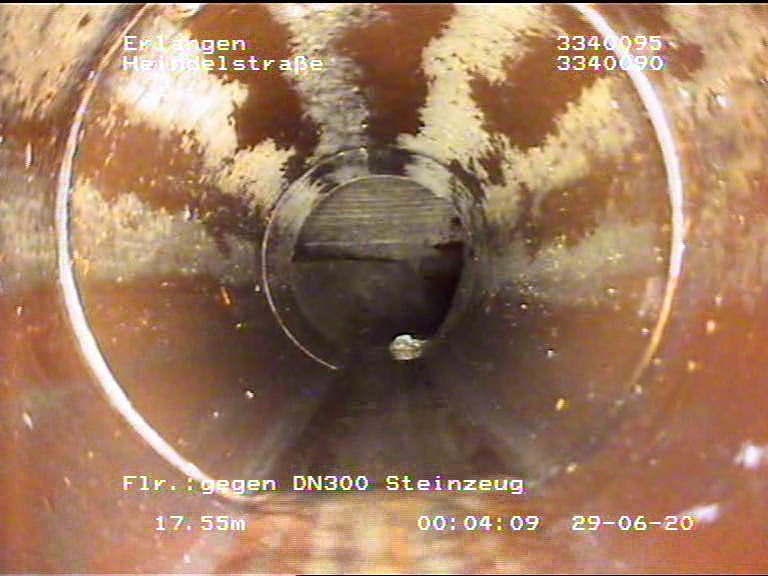 Erlangen 3340095
Heindelstraße 3340090
Flr.:gegen DN300 Steinzeug
17.55m 00:04:09 29-06-20